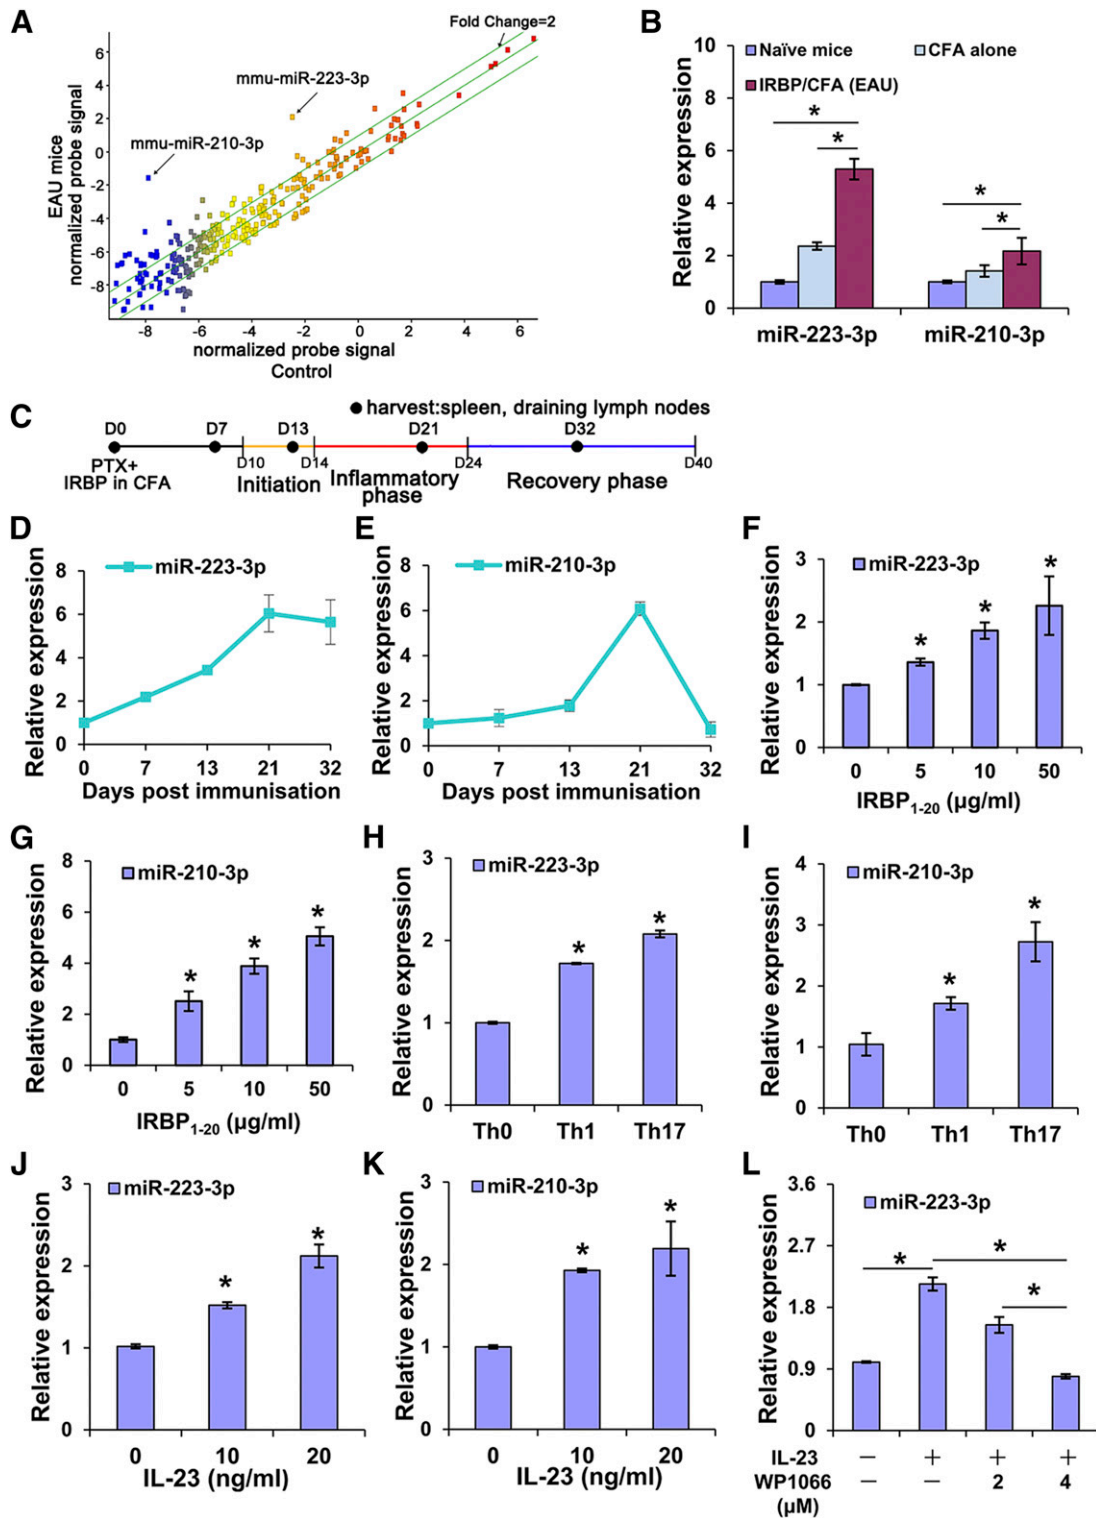 A
Fold Change=2
6
4
2
0
-2
-4
-6
-8
EAU mice
normalized probe signal
mmu-miR-223-3p
mmu-miR-210-3p
-8 -6 -4 -2 0 2 4 6
normalized probe signal
Control
B
10
8
6
4
2
0
Relative expression
Naïve mice
CFA alone
IRBP/CFA (EAU)
* * * *
miR-223-3p miR-210-3p
C
harvest:spleen, draining lymph nodes
D0 D7 D13 D21 D32
D10 D14 D24 D40
PTX+
IRBP in CFA
Initiation
Inflammatory
phase
Recovery phase
D
miR-223-3p
8
6
4
2
0
Relative expression
0 7 13 21 32
Days post immunisation
E
miR-210-3p
8
6
4
2
0
Relative expression
0 7 13 21 32
Days post immunisation
F
miR-223-3p
3
2
1
0
Relative expression
* * *
0 5 10 50
IRBP1-20 (µg/ml)
G
miR-210-3p
8
6
4
2
0
Relative expression
* * *
0 5 10 50
IRBP1-20 (µg/ml)
H
miR-223-3p
3
2
1
0
Relative expression
* *
Th0 Th1 Th17
I
miR-210-3p
4
3
2
1
0
Relative expression
* *
Th0 Th1 Th17
J
miR-223-3p
3
2
1
0
Relative expression
* *
0 10 20
IL-23 (ng/ml)
K
miR-210-3p
3
2
1
0
Relative expression
* *
0 10 20
IL-23 (ng/ml)
L
miR-223-3p
3.6
2.7
1.8
0.9
0
Relative expression
* * *
IL-23 — + + +
WP1066 — — 2 4
(µM)